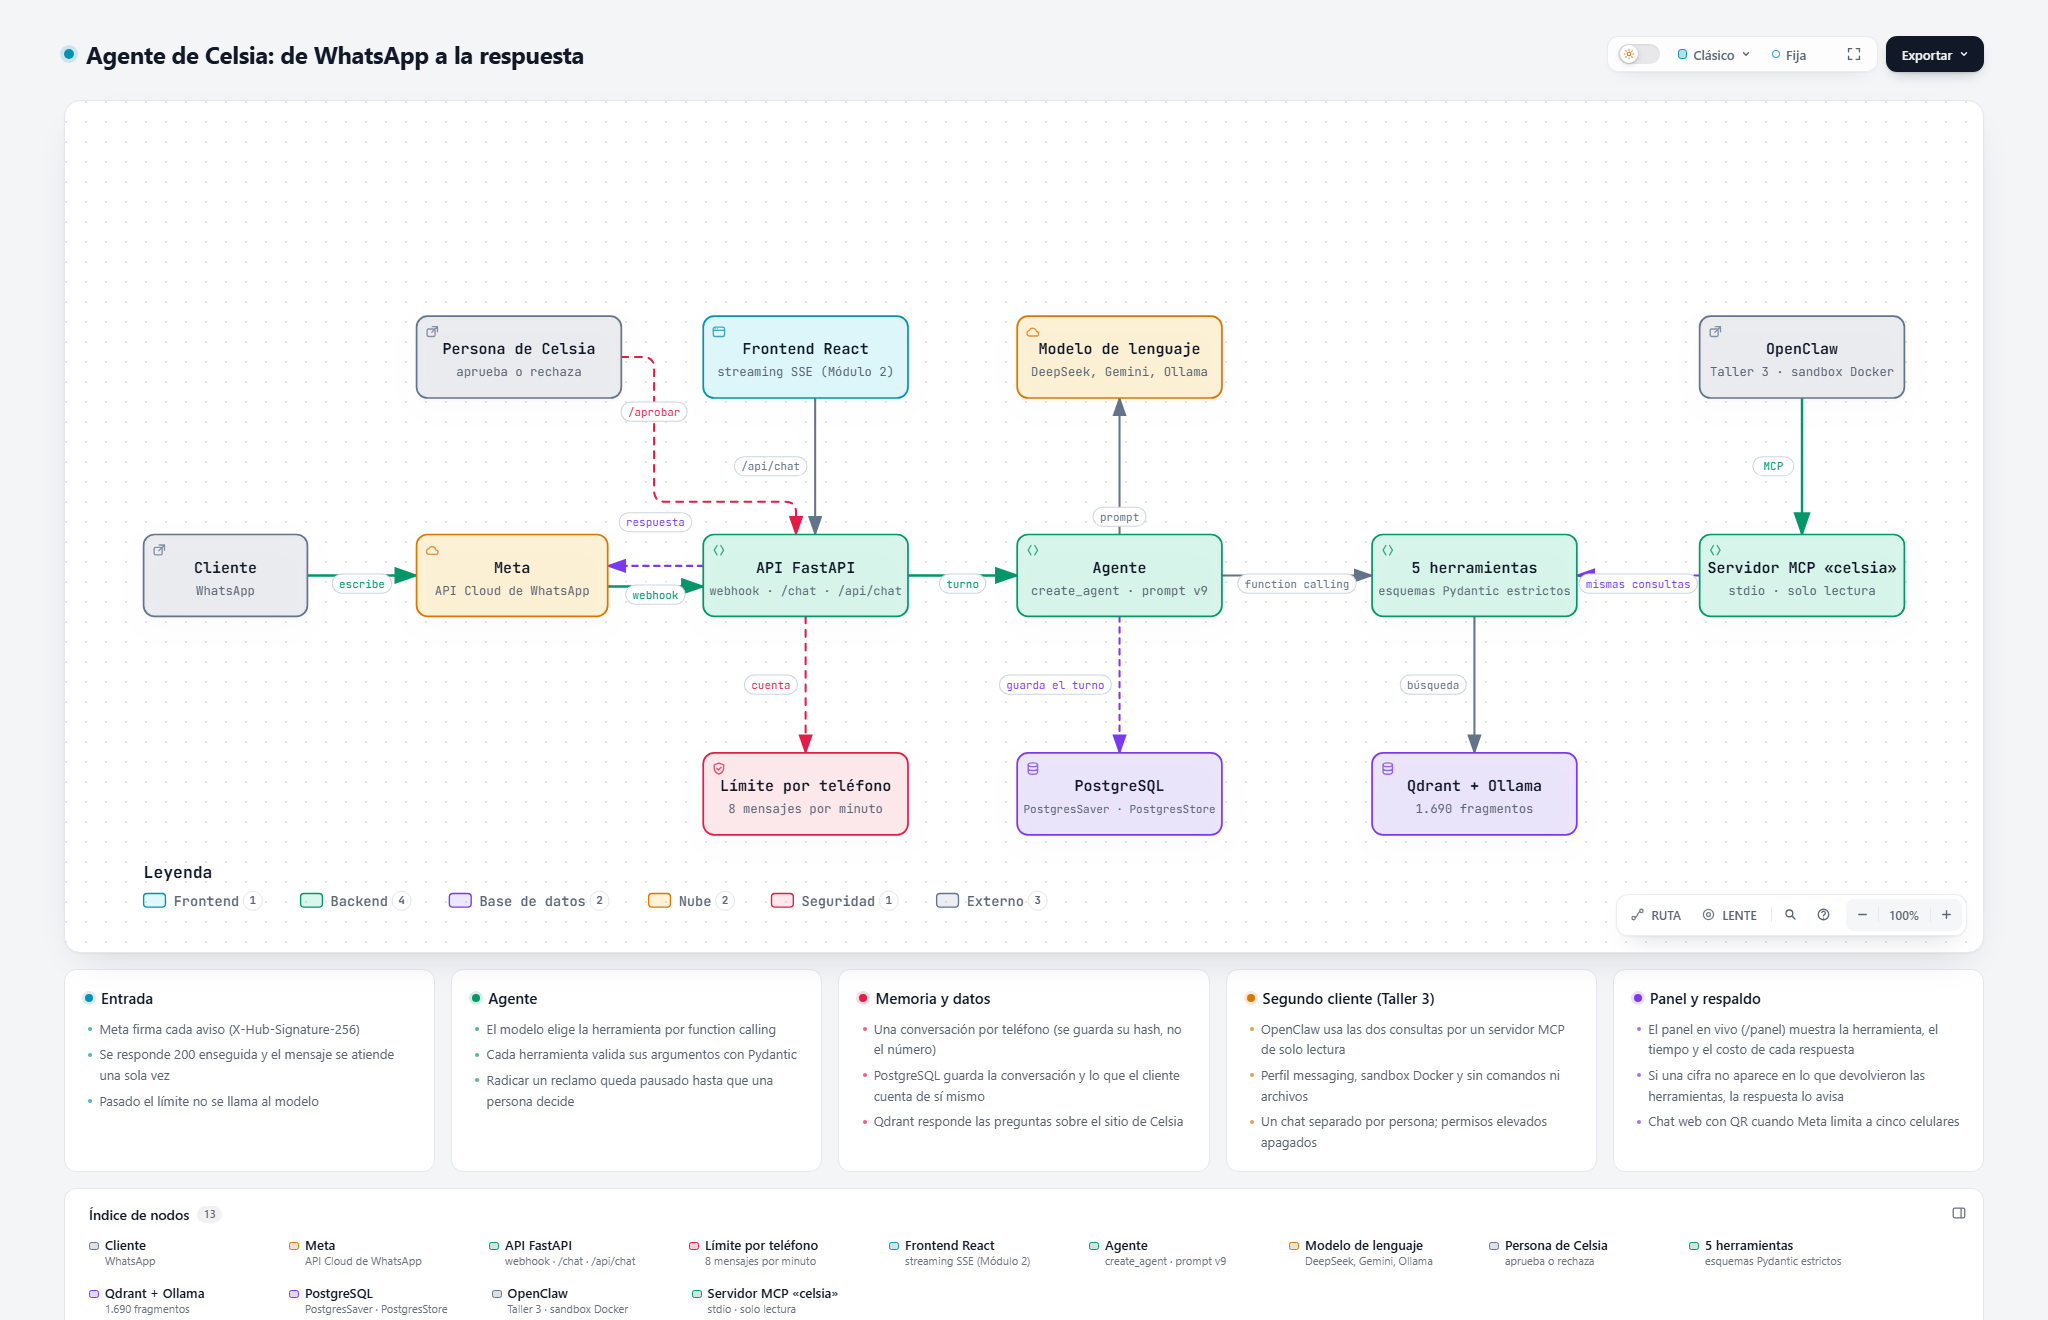 Agente de Celsia: de WhatsApp a la respuesta
Clásico
Fija
Exportar
Persona de Celsia
aprueba o rechaza
Frontend React
streaming SSE (Módulo 2)
Modelo de lenguaje
DeepSeek, Gemini, Ollama
OpenClaw
Taller 3 · sandbox Docker
/aprobar
/api/chat
MCP
prompt
respuesta
Cliente
WhatsApp
escribe
Meta
API Cloud de WhatsApp
webhook
API FastAPI
webhook · /chat · /api/chat
turno
Agente
create_agent · prompt v9
function calling
5 herramientas
esquemas Pydantic estrictos
mismas consultas
Servidor MCP «celsia»
stdio · solo lectura
cuenta
guarda el turno
búsqueda
Límite por teléfono
8 mensajes por minuto
PostgreSQL
PostgresSaver · PostgresStore
Qdrant + Ollama
1.690 fragmentos
Leyenda
Frontend 1
Backend 4
Base de datos 2
Nube 2
Seguridad 1
Externo 3
RUTA
LENTE
− 100% +
Entrada
Meta firma cada aviso (X-Hub-Signature-256)
Se responde 200 enseguida y el mensaje se atiende
una sola vez
Pasado el límite no se llama al modelo
Agente
El modelo elige la herramienta por function calling
Cada herramienta valida sus argumentos con Pydantic
Radicar un reclamo queda pausado hasta que una
persona decide
Memoria y datos
Una conversación por teléfono (se guarda su hash, no
el número)
PostgreSQL guarda la conversación y lo que el cliente
cuenta de sí mismo
Qdrant responde las preguntas sobre el sitio de Celsia
Segundo cliente (Taller 3)
OpenClaw usa las dos consultas por un servidor MCP
de solo lectura
Perfil messaging, sandbox Docker y sin comandos ni
archivos
Un chat separado por persona; permisos elevados
apagados
Panel y respaldo
El panel en vivo (/panel) muestra la herramienta, el
tiempo y el costo de cada respuesta
Si una cifra no aparece en lo que devolvieron las
herramientas, la respuesta lo avisa
Chat web con QR cuando Meta limita a cinco celulares
Índice de nodos 13
Cliente
WhatsApp
Meta
API Cloud de WhatsApp
API FastAPI
webhook · /chat · /api/chat
Límite por teléfono
8 mensajes por minuto
Frontend React
streaming SSE (Módulo 2)
Agente
create_agent · prompt v9
Modelo de lenguaje
DeepSeek, Gemini, Ollama
Persona de Celsia
aprueba o rechaza
5 herramientas
esquemas Pydantic estrictos
Qdrant + Ollama
1.690 fragmentos
PostgreSQL
PostgresSaver · PostgresStore
OpenClaw
Taller 3 · sandbox Docker
Servidor MCP «celsia»
stdio · solo lectura